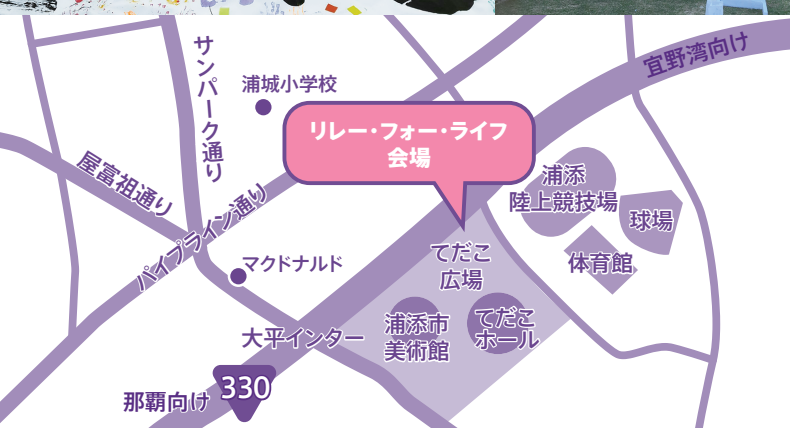 サンパーク通り
浦城小学校
宜野湾向け
リレー・フォー・ライフ
会場
屋富祖通り
パイプライン通り
浦添
陸上競技場
球場
体育館
てだこ
広場
マクドナルド
浦添市
美術館
てだこ
ホール
大平インター
330
那覇向け